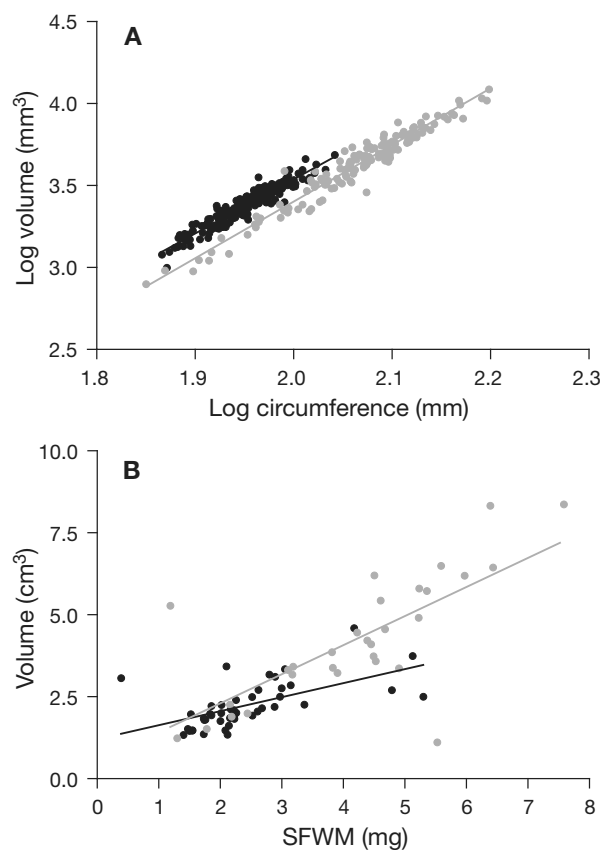 A
4.5
4.0
3.5
3.0
2.5
Log volume (mm³)
1.8 1.9 2.0 2.1 2.2 2.3
Log circumference (mm)
B
10.0
7.5
5.0
2.5
0.0
Volume (cm³)
0 1 2 3 4 5 6 7 8
SFWM (mg)